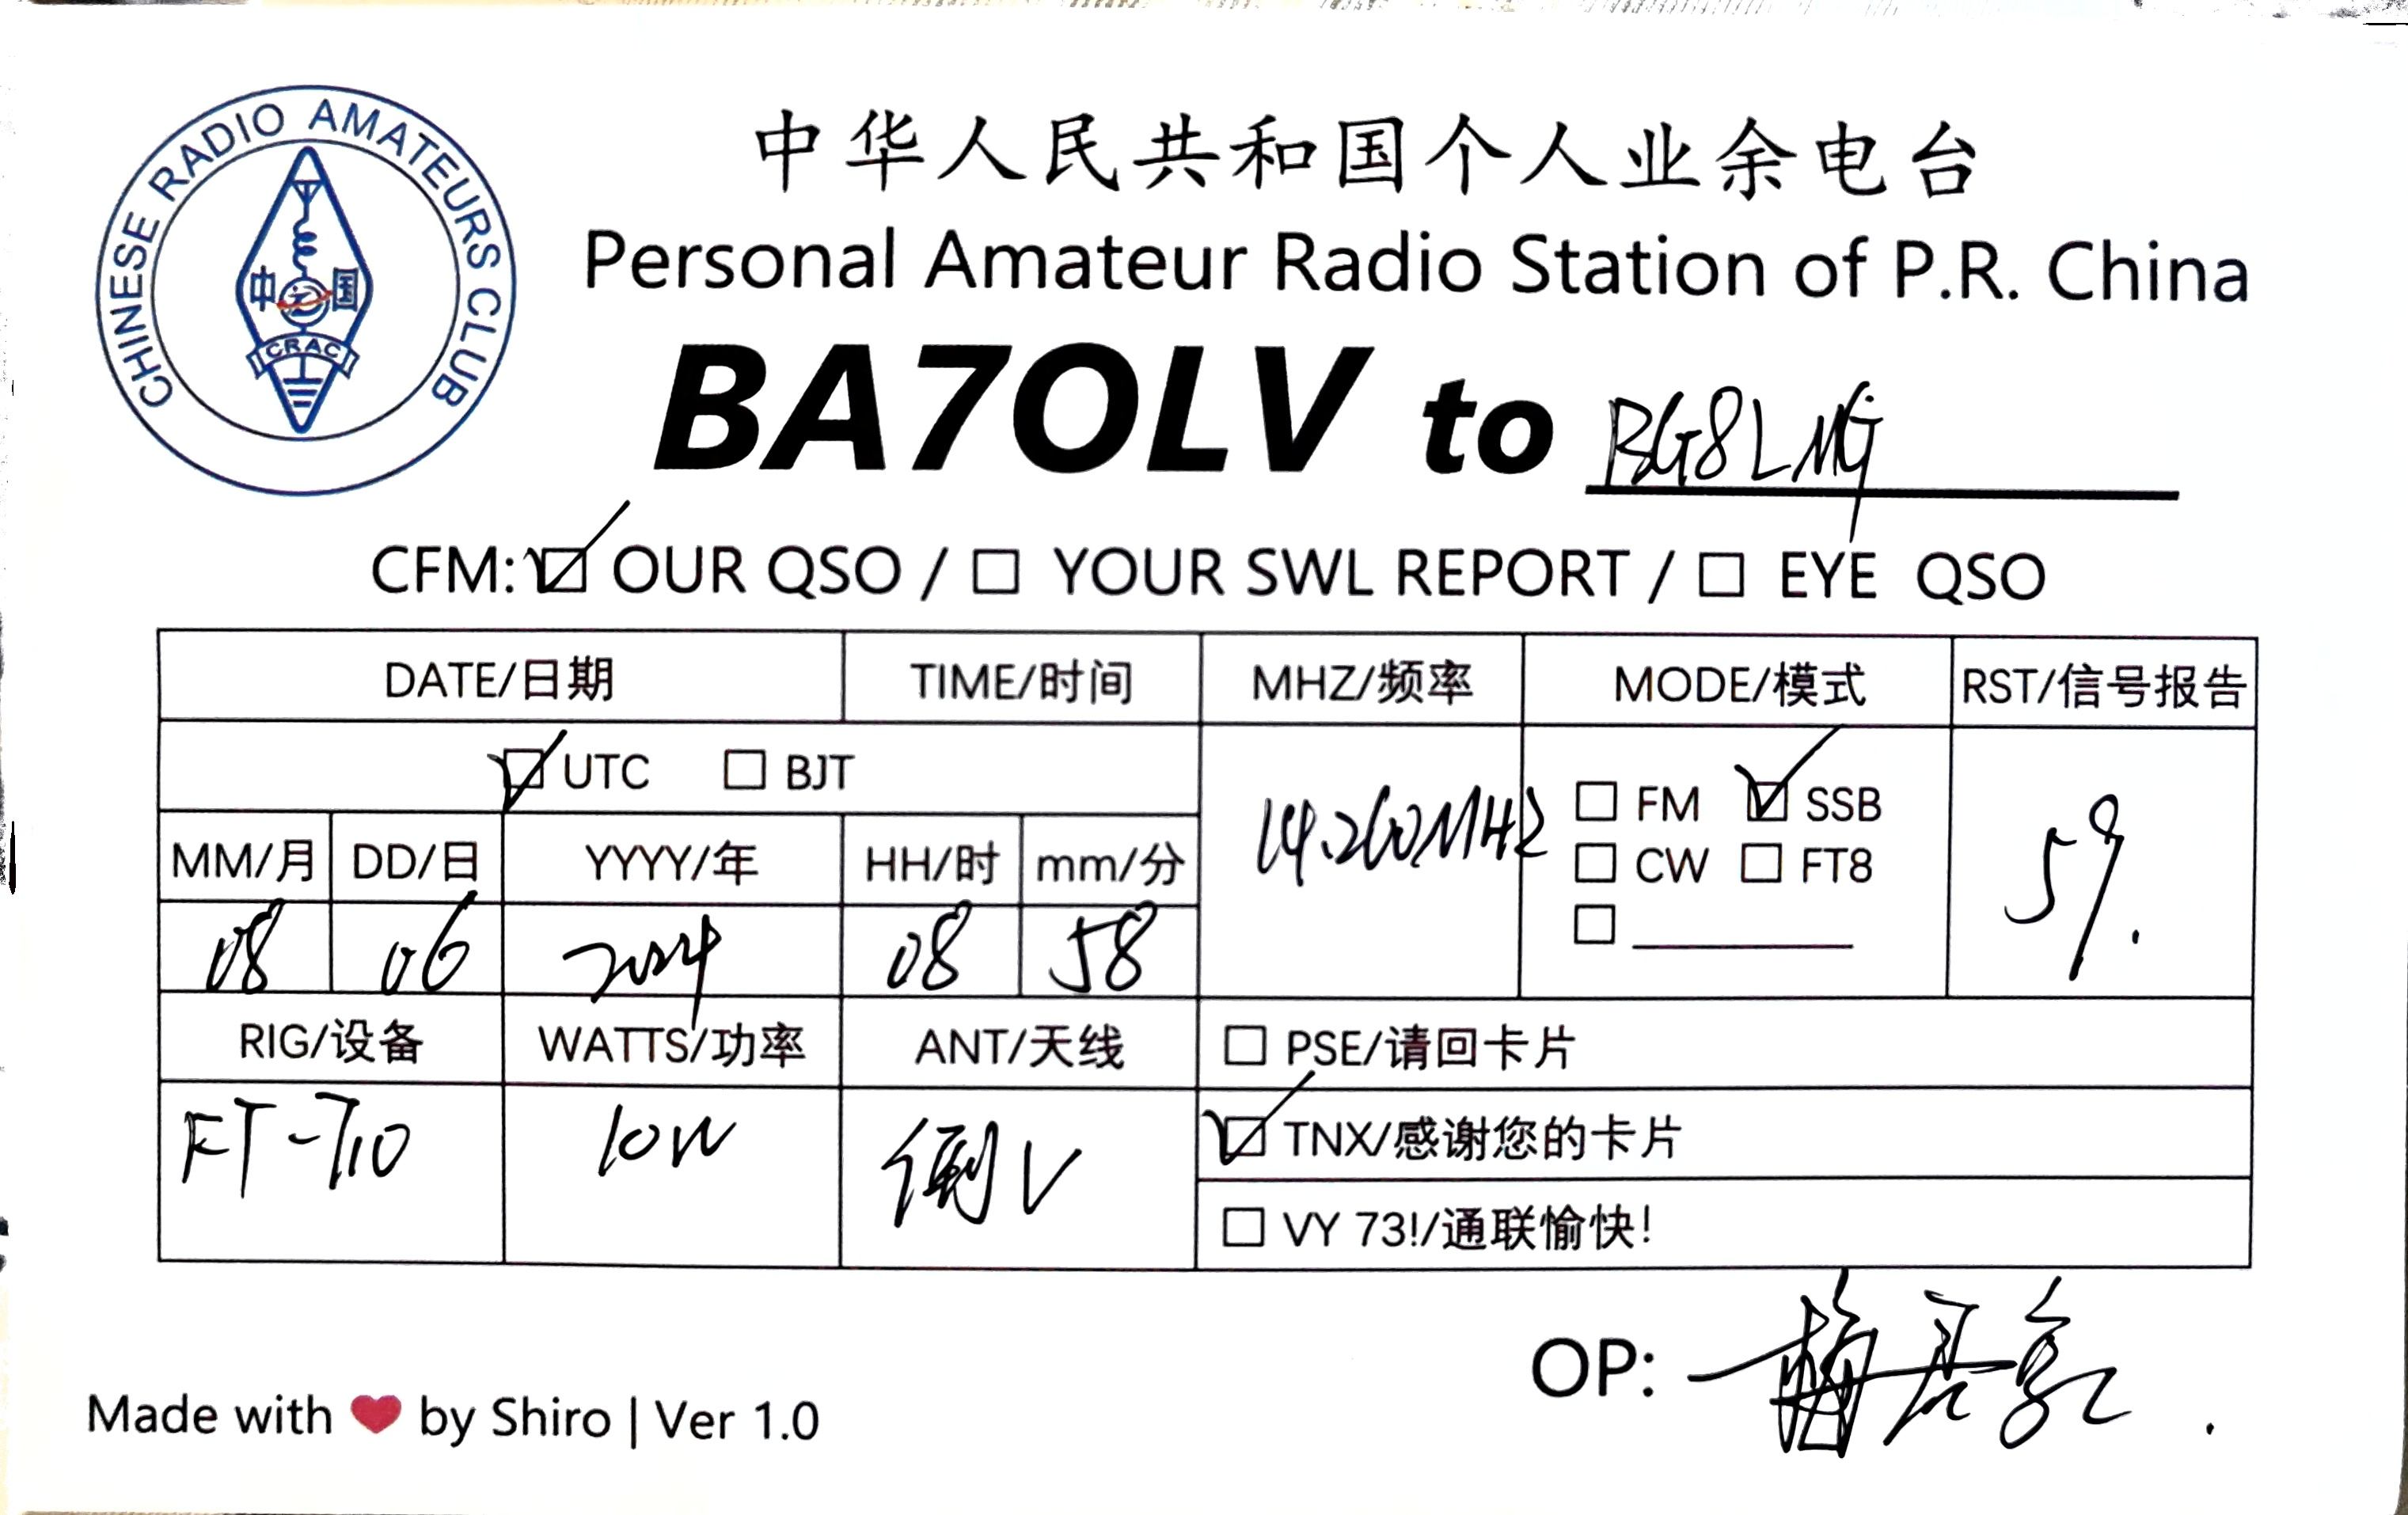 CHINESE RADIO AMATEURS CLUB
中 国
CRAC
中华人民共和国个人业余电台
Personal Amateur Radio Station of P.R. China
BA7OLV to BG8LMG
CFM: ☑ OUR QSO / ☐ YOUR SWL REPORT / ☐ EYE QSO
DATE/日期 TIME/时间 MHZ/频率 MODE/模式 RST/信号报告
☑ UTC ☐ BJT
14.260MHz
☐ FM ☑ SSB
☐ CW ☐ FT8
☐
59.
MM/月 DD/日 YYYY/年 HH/时 mm/分
08 06 2024 08 58
RIG/设备 WATTS/功率 ANT/天线
FT-710 10W 倒V
☐ PSE/请回卡片
☑ TNX/感谢您的卡片
☐ VY 73!/通联愉快!
OP:
Made with ❤ by Shiro | Ver 1.0